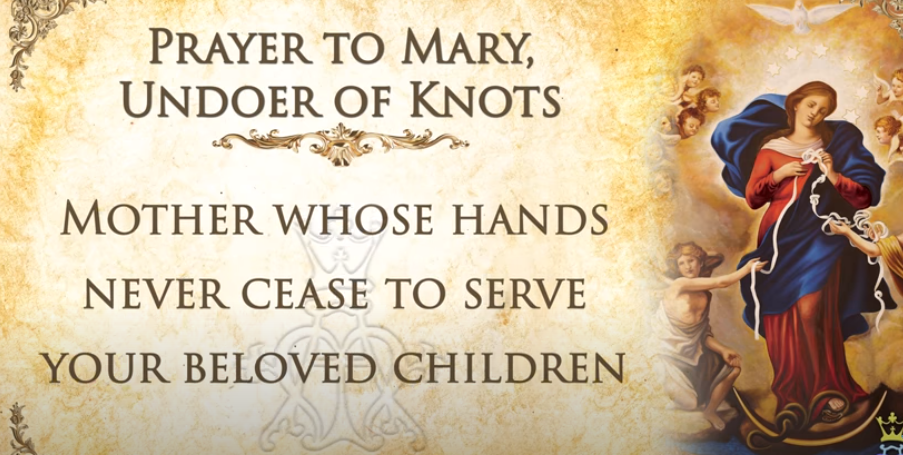 Prayer to Mary,
Undoer of Knots
Mother whose hands
never cease to serve
your beloved children